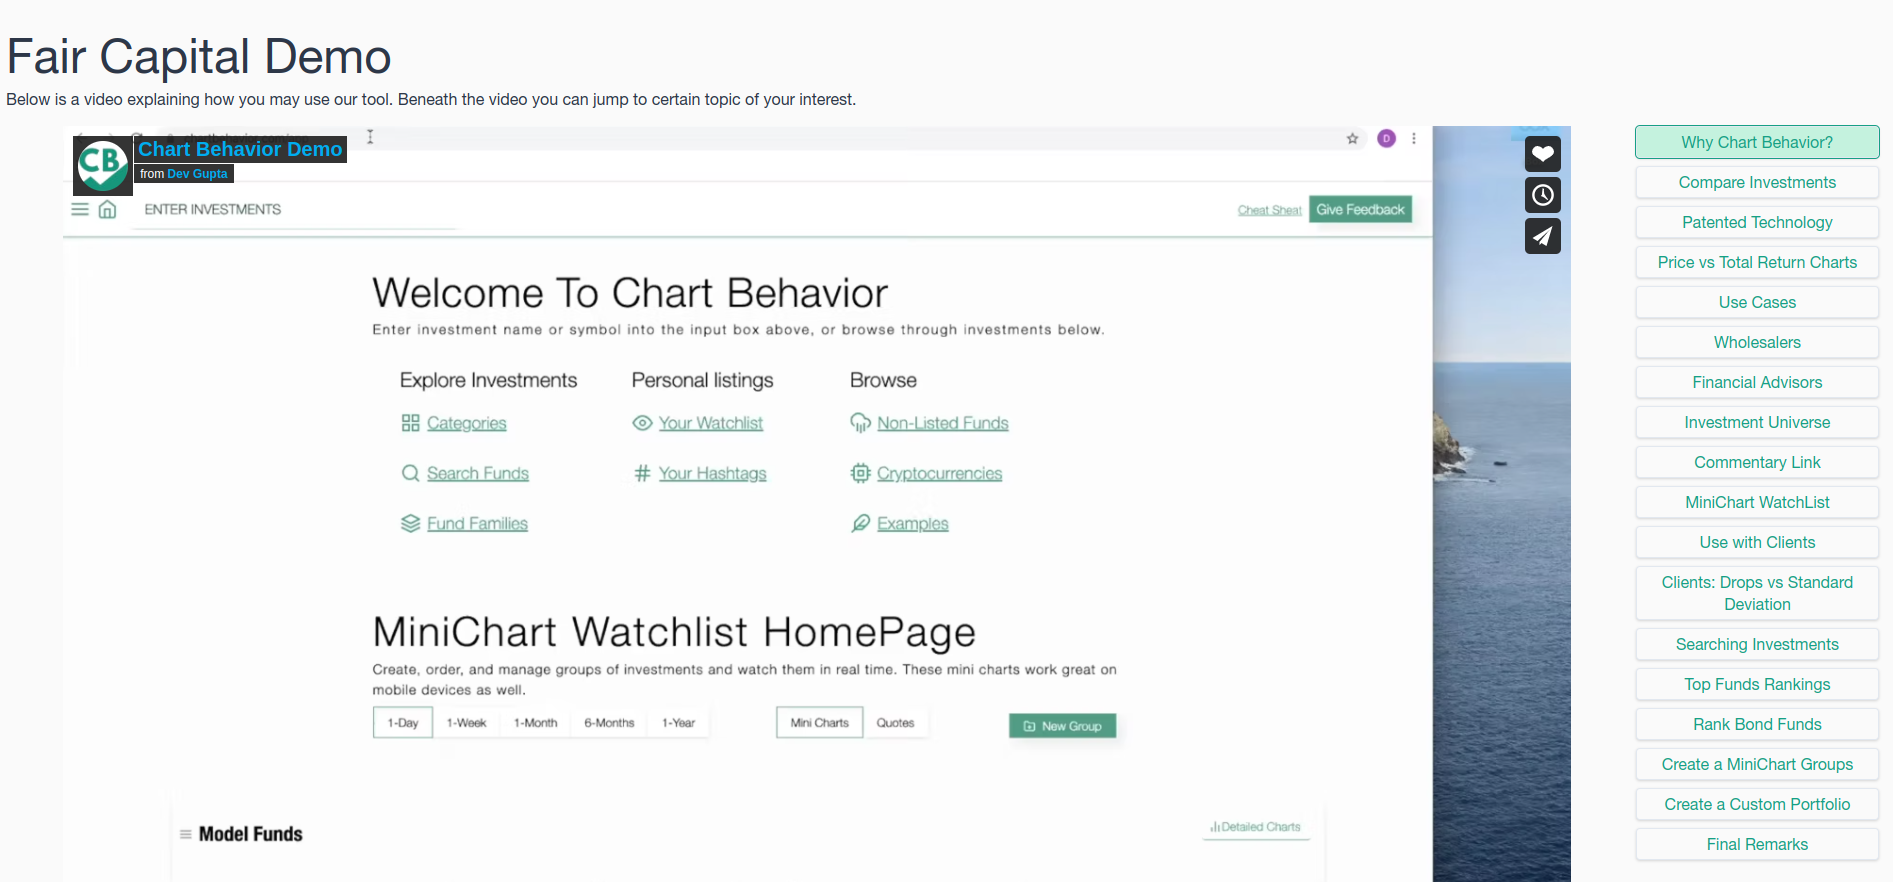 Fair Capital Demo
Below is a video explaining how you may use our tool. Beneath the video you can jump to certain topic of your interest.
CB
Chart Behavior Demo
from Dev Gupta
D
ENTER INVESTMENTS
Cheat Sheat
Give Feedback
Welcome To Chart Behavior
Enter investment name or symbol into the input box above, or browse through investments below.
Explore Investments
Categories
Search Funds
Fund Families
Personal listings
Your Watchlist
Your Hashtags
Browse
Non-Listed Funds
Cryptocurrencies
Examples
MiniChart Watchlist HomePage
Create, order, and manage groups of investments and watch them in real time. These mini charts work great on
mobile devices as well.
1-Day 1-Week 1-Month 6-Months 1-Year
Mini Charts Quotes
New Group
Model Funds
Detailed Charts
Why Chart Behavior?
Compare Investments
Patented Technology
Price vs Total Return Charts
Use Cases
Wholesalers
Financial Advisors
Investment Universe
Commentary Link
MiniChart WatchList
Use with Clients
Clients: Drops vs Standard
Deviation
Searching Investments
Top Funds Rankings
Rank Bond Funds
Create a MiniChart Groups
Create a Custom Portfolio
Final Remarks